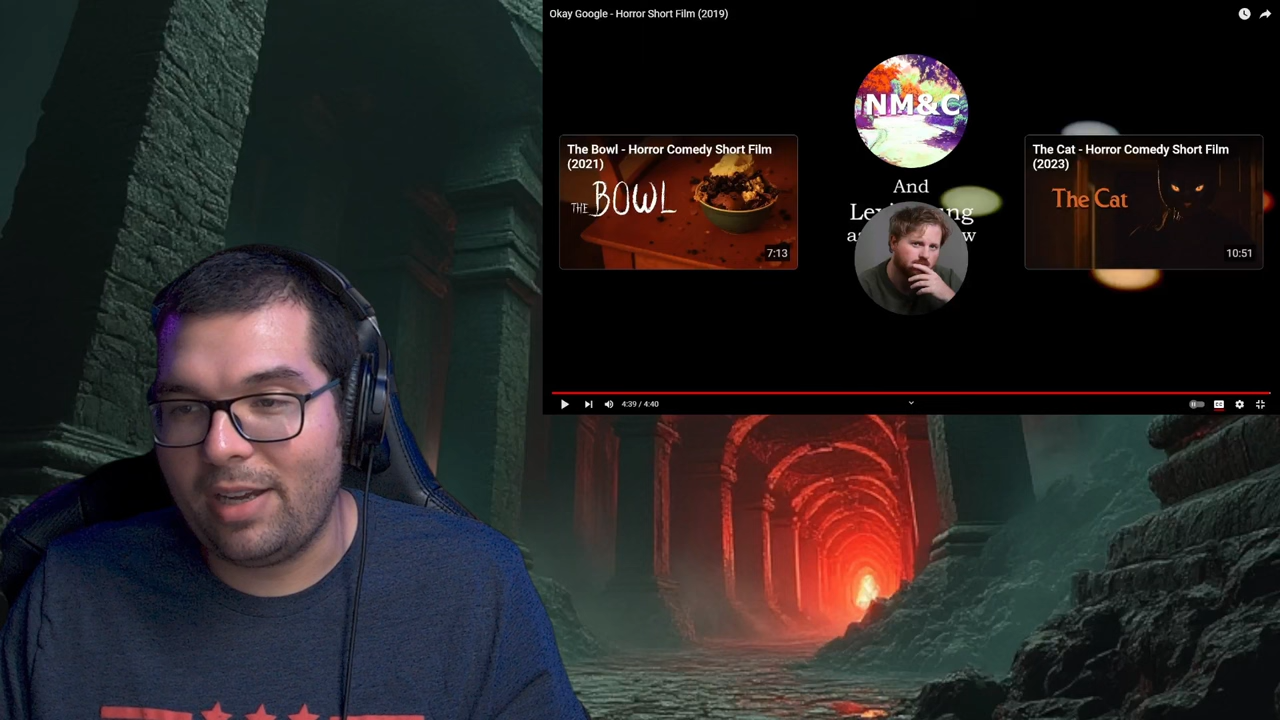 Okay Google - Horror Short Film (2019)
NM&C
The Bowl - Horror Comedy Short Film
(2021)
THE BOWL
7:13
And
The Cat - Horror Comedy Short Film
(2023)
The Cat
10:51
4:39 / 4:40